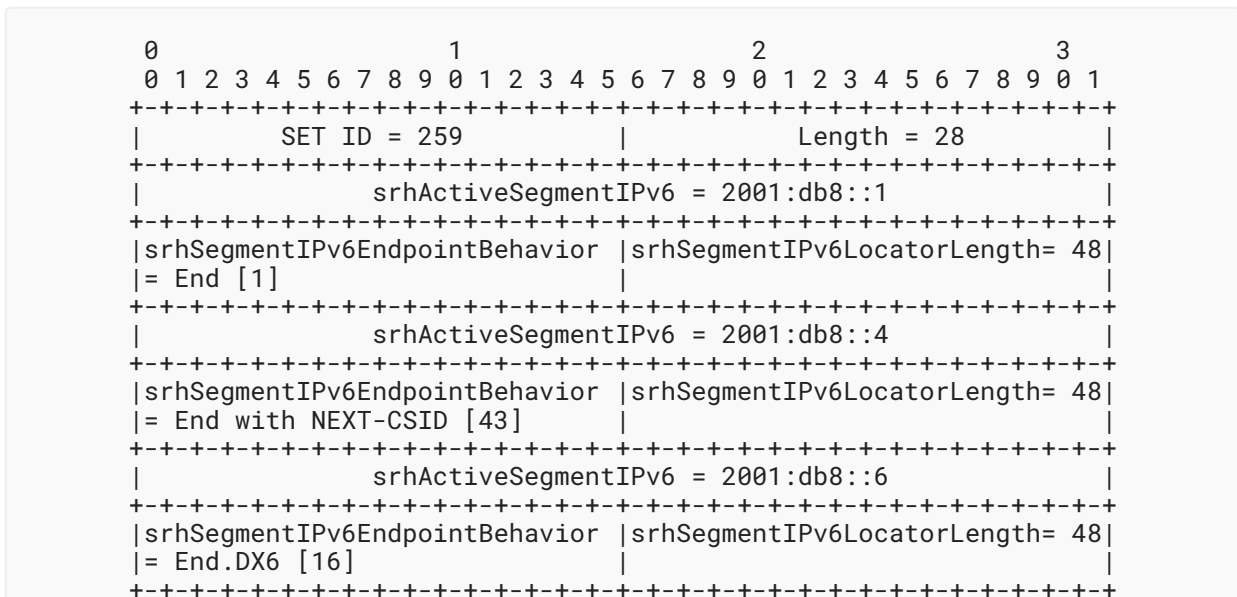 0                   1                   2                   3
 0 1 2 3 4 5 6 7 8 9 0 1 2 3 4 5 6 7 8 9 0 1 2 3 4 5 6 7 8 9 0 1
+-+-+-+-+-+-+-+-+-+-+-+-+-+-+-+-+-+-+-+-+-+-+-+-+-+-+-+-+-+-+-+-+
|         SET ID = 259          |           Length = 28         |
+-+-+-+-+-+-+-+-+-+-+-+-+-+-+-+-+-+-+-+-+-+-+-+-+-+-+-+-+-+-+-+-+
|               srhActiveSegmentIPv6 = 2001:db8::1              |
+-+-+-+-+-+-+-+-+-+-+-+-+-+-+-+-+-+-+-+-+-+-+-+-+-+-+-+-+-+-+-+-+
|srhSegmentIPv6EndpointBehavior |srhSegmentIPv6LocatorLength= 48|
|= End [1]                      |                               |
+-+-+-+-+-+-+-+-+-+-+-+-+-+-+-+-+-+-+-+-+-+-+-+-+-+-+-+-+-+-+-+-+
|               srhActiveSegmentIPv6 = 2001:db8::4              |
+-+-+-+-+-+-+-+-+-+-+-+-+-+-+-+-+-+-+-+-+-+-+-+-+-+-+-+-+-+-+-+-+
|srhSegmentIPv6EndpointBehavior |srhSegmentIPv6LocatorLength= 48|
|= End with NEXT-CSID [43]      |                               |
+-+-+-+-+-+-+-+-+-+-+-+-+-+-+-+-+-+-+-+-+-+-+-+-+-+-+-+-+-+-+-+-+
|               srhActiveSegmentIPv6 = 2001:db8::6              |
+-+-+-+-+-+-+-+-+-+-+-+-+-+-+-+-+-+-+-+-+-+-+-+-+-+-+-+-+-+-+-+-+
|srhSegmentIPv6EndpointBehavior |srhSegmentIPv6LocatorLength= 48|
|= End.DX6 [16]                 |                               |
+-+-+-+-+-+-+-+-+-+-+-+-+-+-+-+-+-+-+-+-+-+-+-+-+-+-+-+-+-+-+-+-+